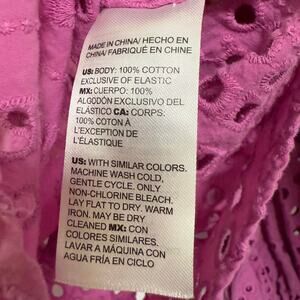 MADE IN CHINA/ HECHO EN
CHINA/ FABRIQUÉ EN CHINE
US: BODY: 100% COTTON
EXCLUSIVE OF ELASTIC
MX: CUERPO: 100%
ALGODÓN EXCLUSIVO DEL
ELÁSTICO CA: CORPS:
100% COTON À
L'EXCEPTION DE
L'ÉLASTIQUE
US: WITH SIMILAR COLORS.
MACHINE WASH COLD,
GENTLE CYCLE. ONLY
NON-CHLORINE BLEACH.
LAY FLAT TO DRY. WARM
IRON. MAY BE DRY
CLEANED MX: CON
COLORES SIMILARES.
LAVAR A MÁQUINA CON
AGUA FRÍA EN CICLO